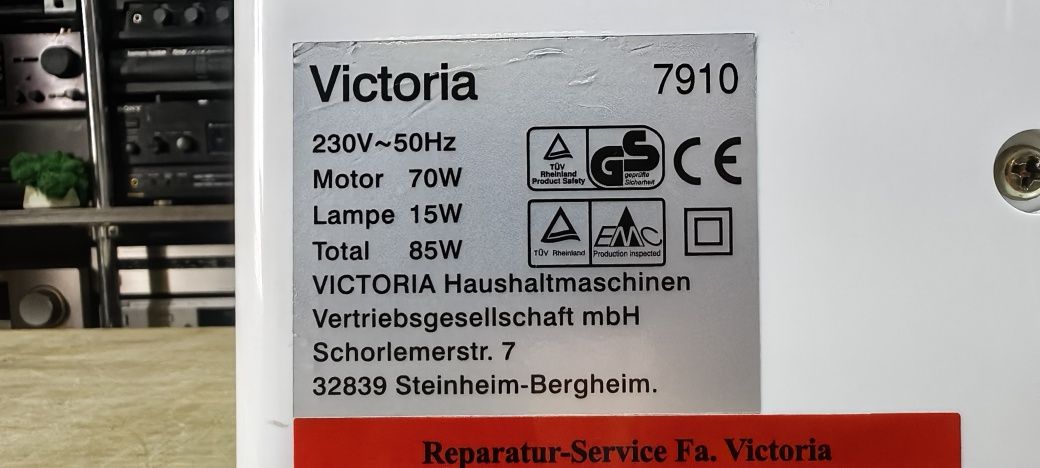 Victoria 7910
230V~50Hz
Motor 70W
Lampe 15W
Total 85W
TÜV
Rheinland
Product Safety
GS
geprüfte
Sicherheit
CE
TÜV Rheinland
EMC
Production inspected
VICTORIA Haushaltmaschinen
Vertriebsgesellschaft mbH
Schorlemerstr. 7
32839 Steinheim-Bergheim.
Reparatur-Service Fa. Victoria